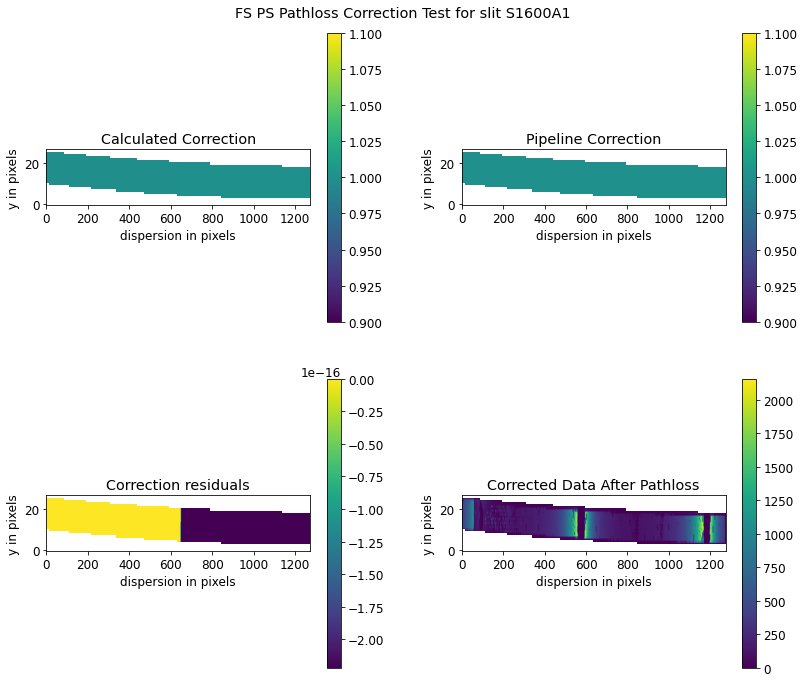 FS PS Pathloss Correction Test for slit S1600A1
Calculated Correction
20
0
y in pixels
0 200 400 600 800 1000 1200
dispersion in pixels
1.100
1.075
1.050
1.025
1.000
0.975
0.950
0.925
0.900
Pipeline Correction
20
0
y in pixels
0 200 400 600 800 1000 1200
dispersion in pixels
1.100
1.075
1.050
1.025
1.000
0.975
0.950
0.925
0.900
Correction residuals
20
0
y in pixels
0 200 400 600 800 1000 1200
dispersion in pixels
1e−16
0.00
−0.25
−0.50
−0.75
−1.00
−1.25
−1.50
−1.75
−2.00
Corrected Data After Pathloss
20
0
y in pixels
0 200 400 600 800 1000 1200
dispersion in pixels
2000
1750
1500
1250
1000
750
500
250
0